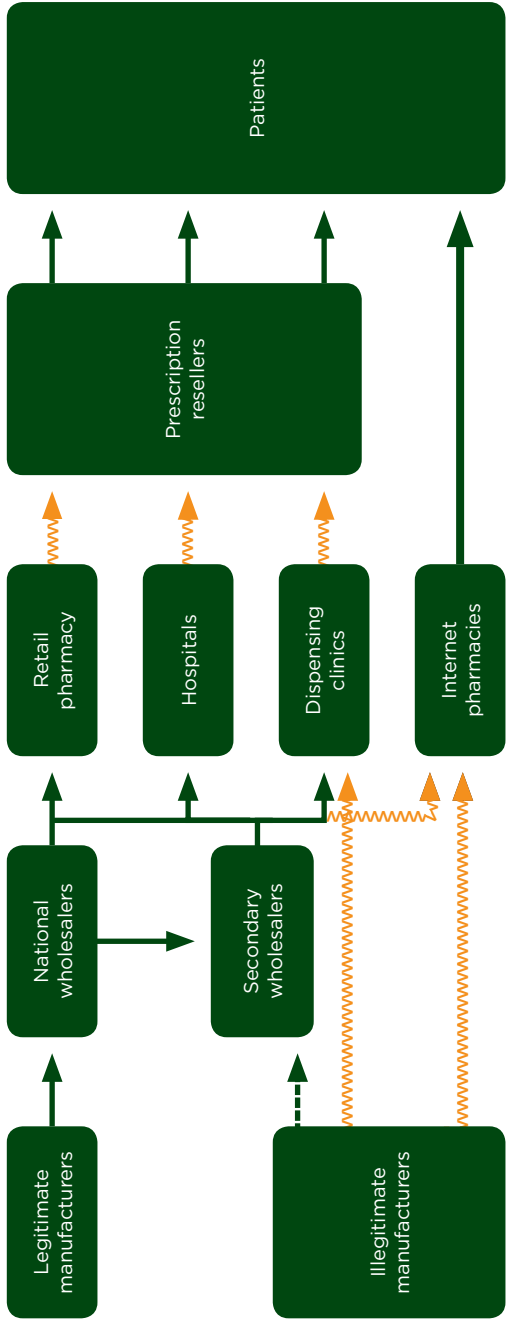 Legitimate
manufacturers
Illegitimate
manufacturers
National
wholesalers
Secondary
wholesalers
Retail
pharmacy
Hospitals
Dispensing
clinics
Internet
pharmacies
Prescription
resellers
Patients